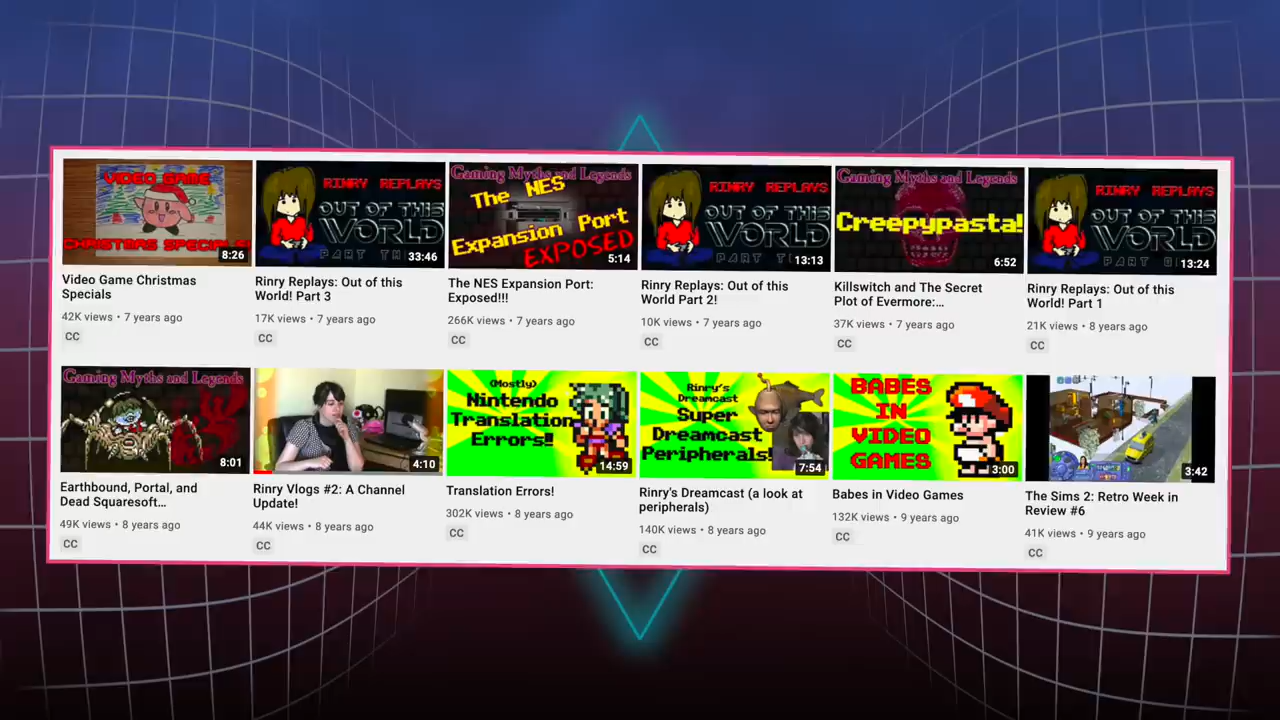 VIDEO GAME
CHRISTMAS SPECIALS
8:26
Video Game Christmas
Specials
42K views • 7 years ago
CC
RINRY REPLAYS
OUT OF THIS
WORLD
33:46
Rinry Replays: Out of this
World! Part 3
17K views • 7 years ago
CC
Gaming Myths and Legends
The NES
Expansion Port
EXPOSED
5:14
The NES Expansion Port:
Exposed!!!
266K views • 7 years ago
CC
RINRY REPLAYS
OUT OF THIS
WORLD
13:13
Rinry Replays: Out of this
World Part 2!
10K views • 7 years ago
CC
Gaming Myths and Legends
Creepypasta!
6:52
Killswitch and The Secret
Plot of Evermore:…
37K views • 7 years ago
CC
RINRY REPLAYS
OUT OF THIS
WORLD
13:24
Rinry Replays: Out of this
World! Part 1
21K views • 8 years ago
CC
Gaming Myths and Legends
8:01
Earthbound, Portal, and
Dead Squaresoft…
49K views • 8 years ago
CC
4:10
Rinry Vlogs #2: A Channel
Update!
44K views • 8 years ago
CC
(Mostly)
Nintendo
Translation
Errors!!
14:59
Translation Errors!
302K views • 8 years ago
CC
Rinry's
Dreamcast
Super
Dreamcast
Peripherals!
7:54
Rinry's Dreamcast (a look at
peripherals)
140K views • 8 years ago
CC
BABES
IN
VIDEO
GAMES
3:00
Babes in Video Games
132K views • 9 years ago
CC
3:42
The Sims 2: Retro Week in
Review #6
41K views • 9 years ago
CC